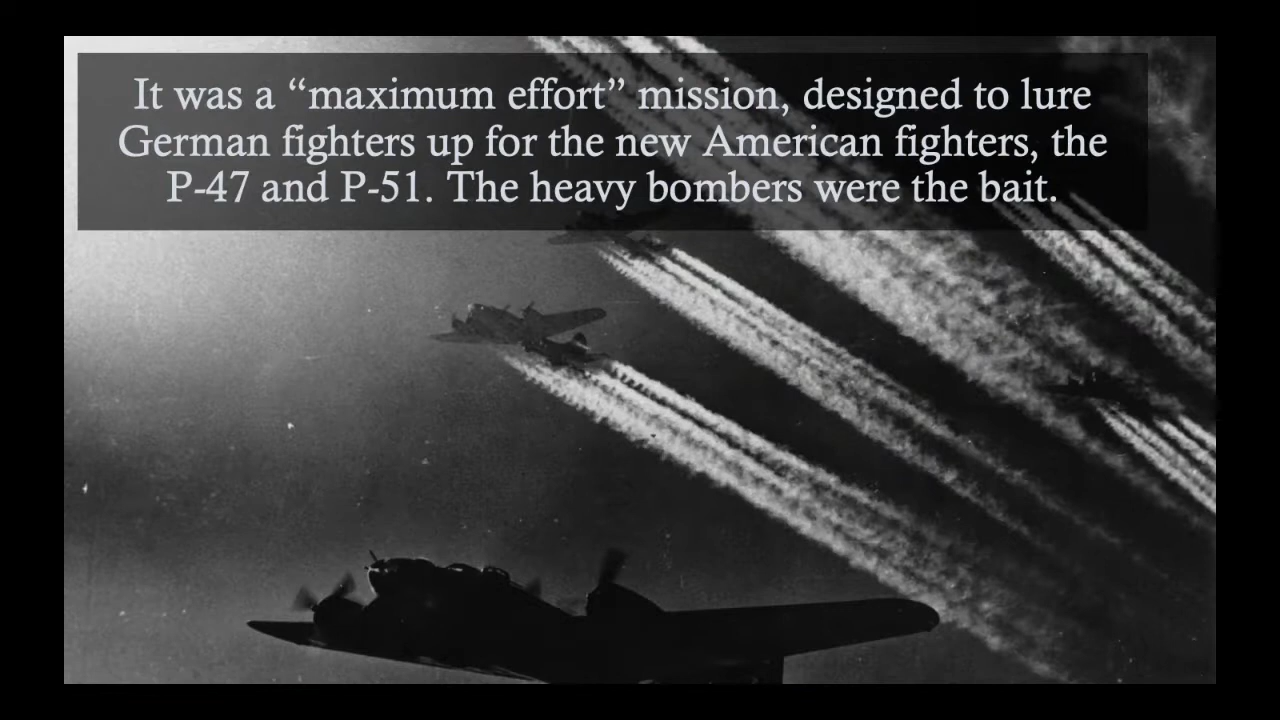 It was a “maximum effort” mission, designed to lure
German fighters up for the new American fighters, the
P-47 and P-51. The heavy bombers were the bait.